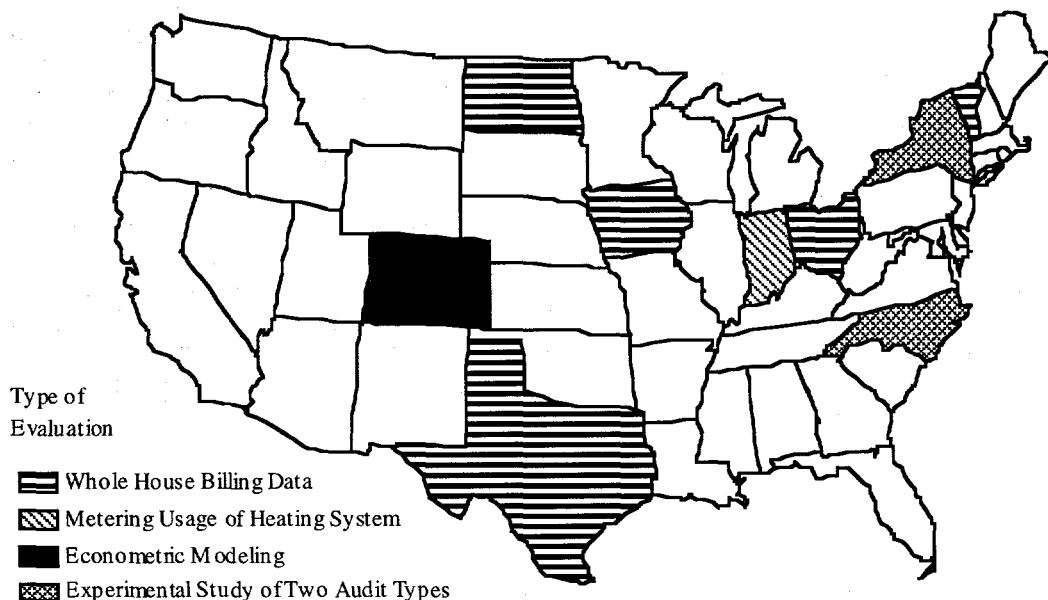 Type of
Evaluation
Whole House Billing Data
Metering Usage of Heating System
Econometric Modeling
Experimental Study of Two Audit Types